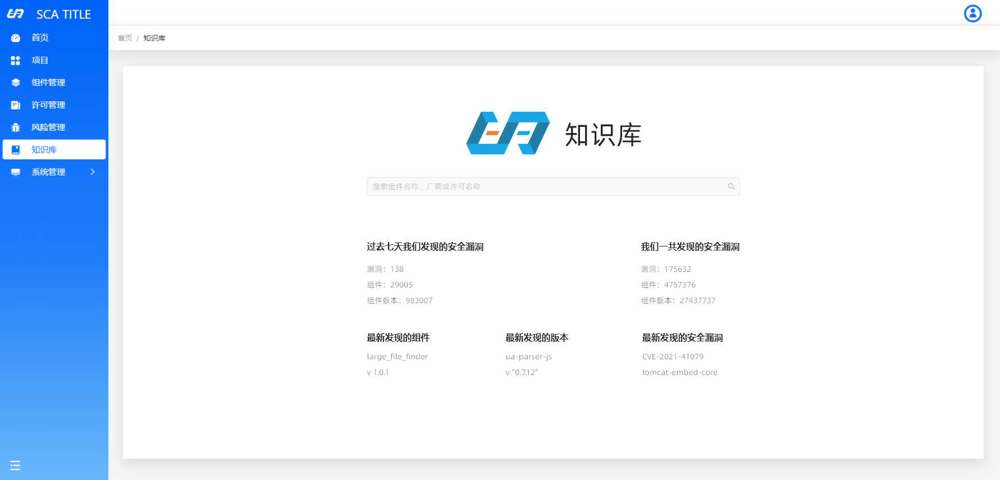 SCA TITLE
首页
项目
组件管理
许可管理
风险管理
知识库
系统管理
首页 / 知识库
知识库
搜索组件名称、厂商或许可名称
过去七天我们发现的安全漏洞
漏洞：138
组件：29005
组件版本：983007
我们一共发现的安全漏洞
漏洞：175632
组件：4757376
组件版本：27437737
最新发现的组件
large_file_finder
v 1.0.1
最新发现的版本
ua-parser-js
v "0.7.12"
最新发现的安全漏洞
CVE-2021-41079
tomcat-embed-core